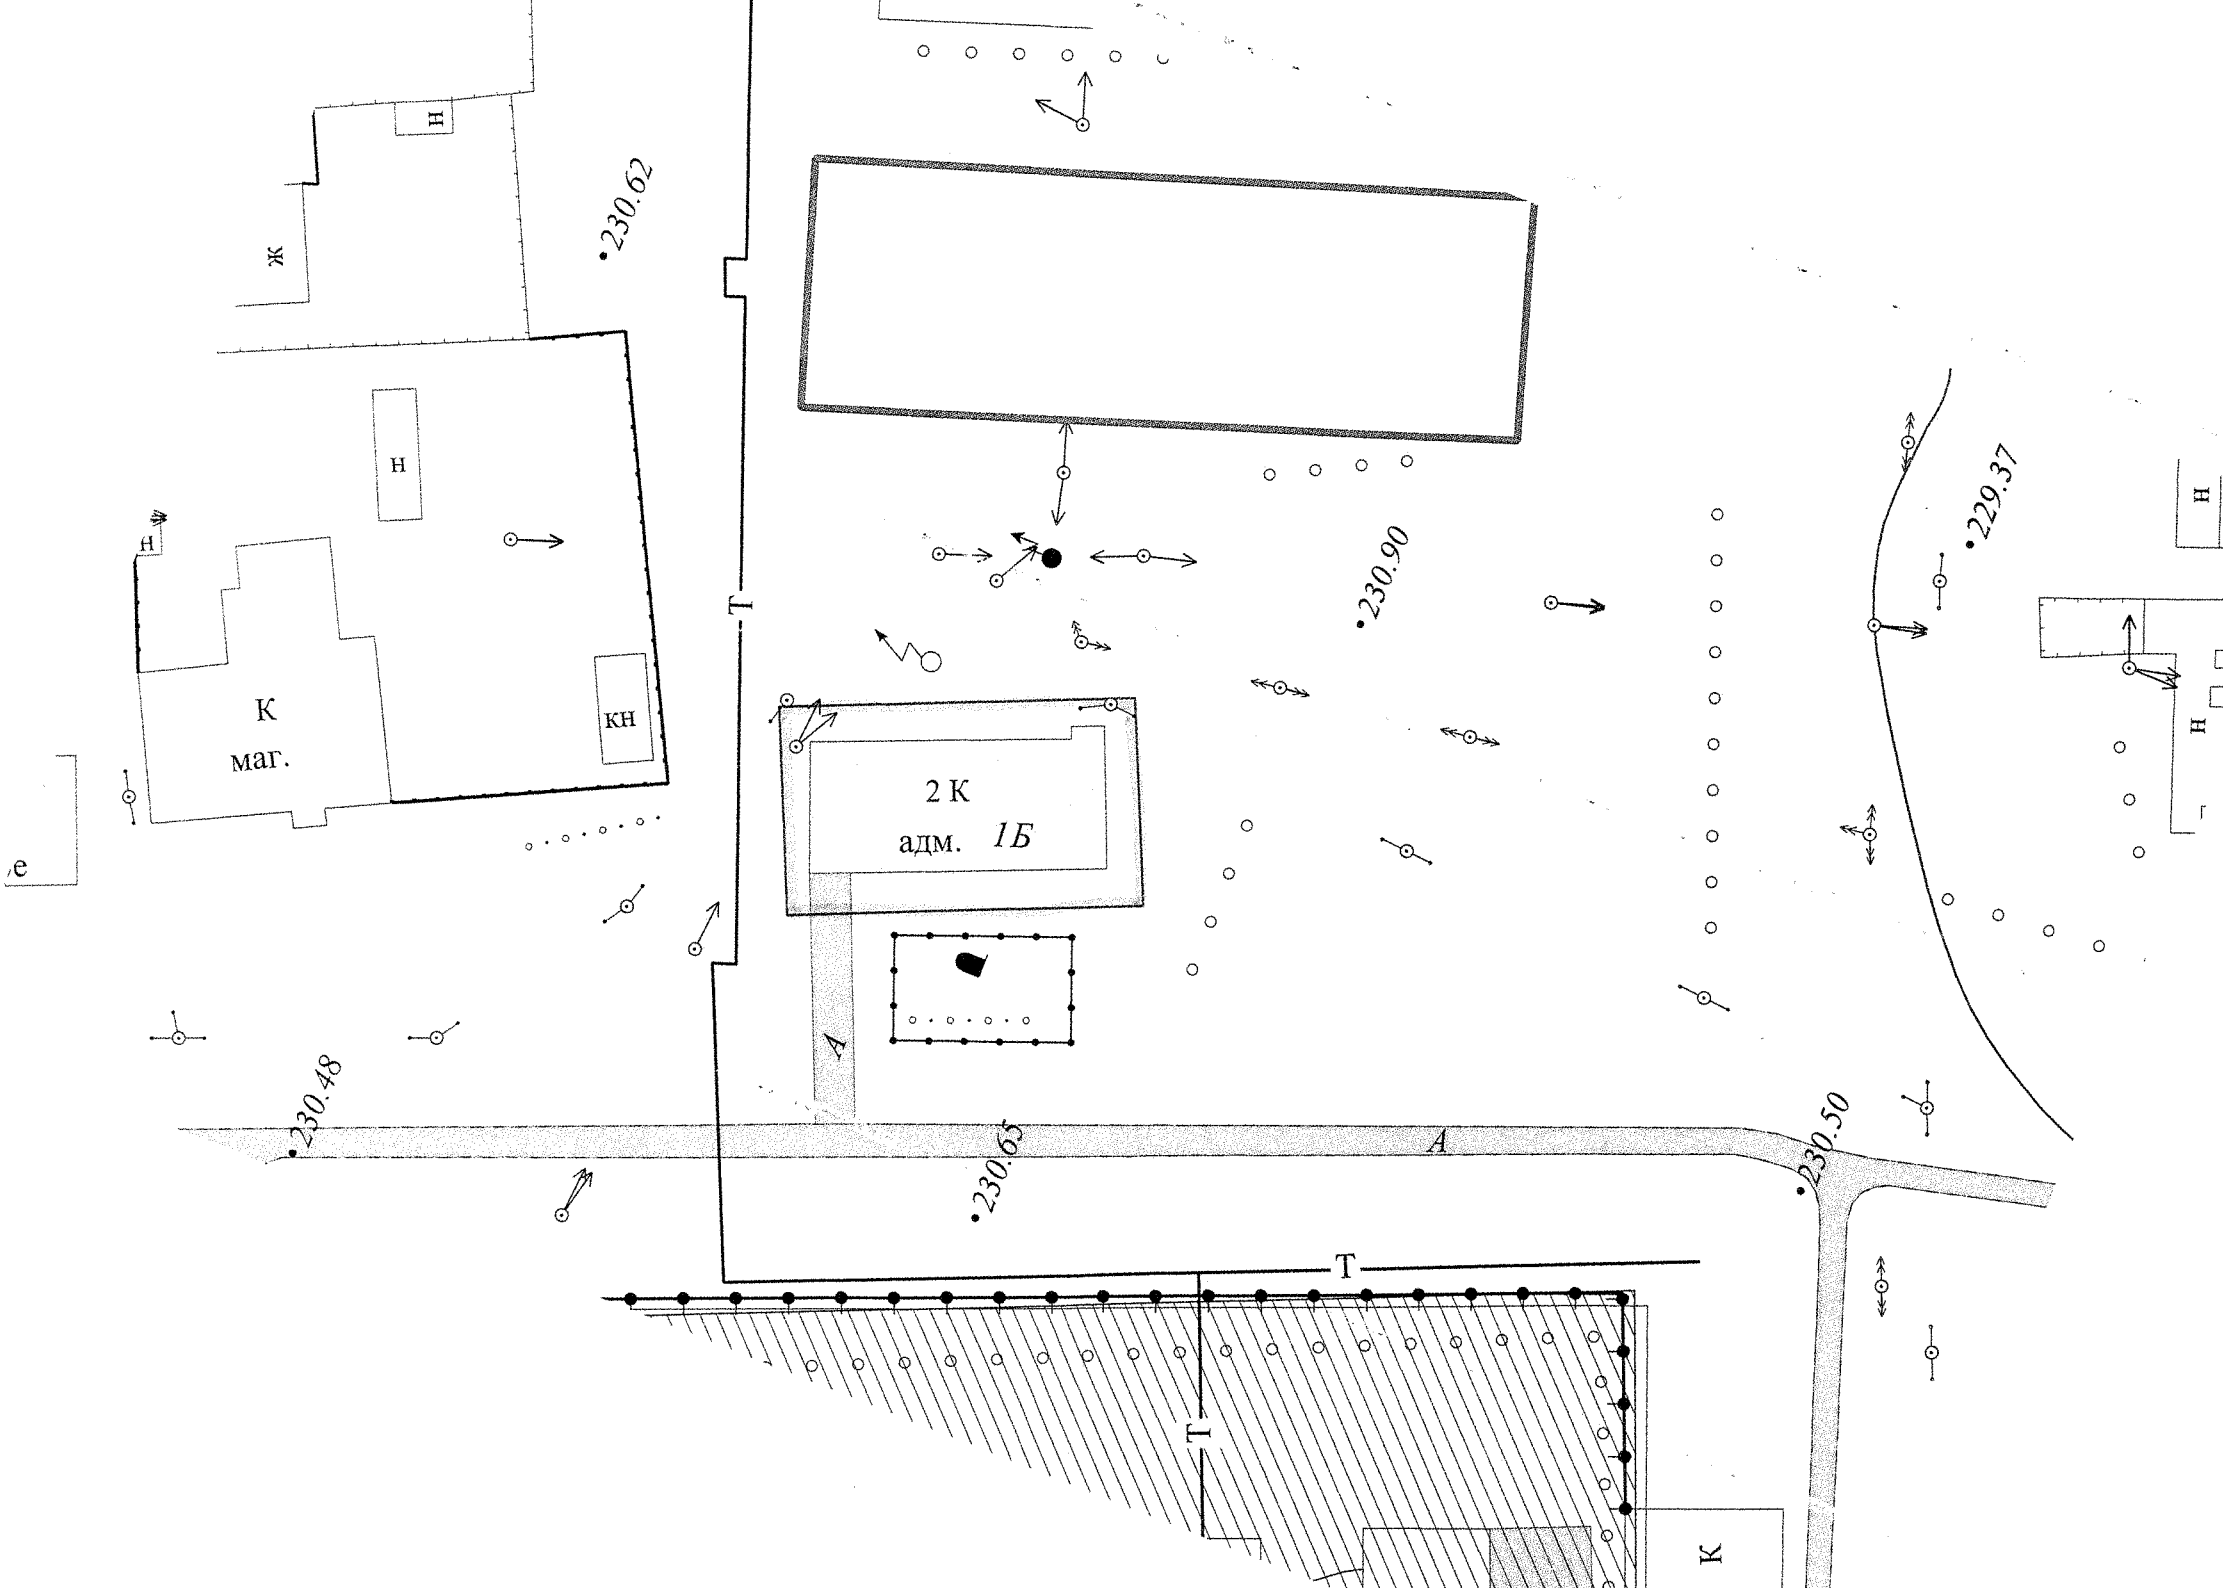 н
230.62
ж
н
229.37
н
230.90
н
Т
К
маг.
кн
н
2 К
адм. 1Б
е
А
230.48
230.65
А
230.50
Т
Т
К